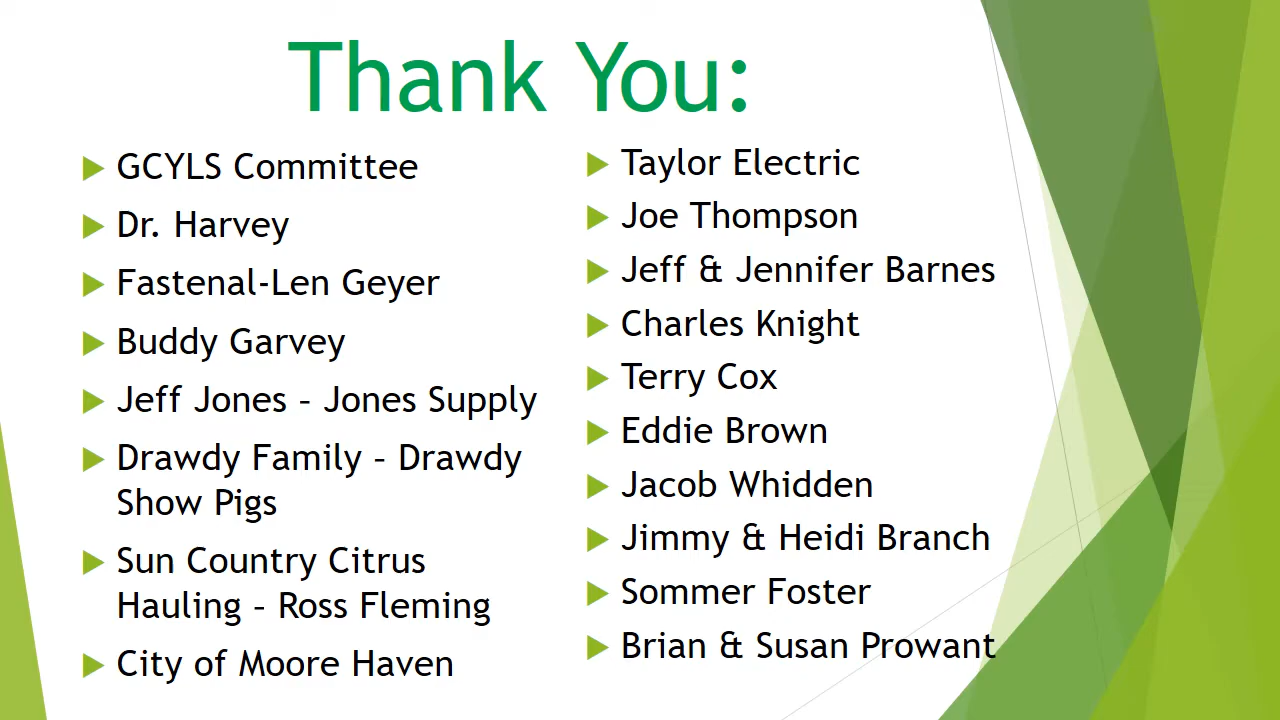 Thank You:
GCYLS Committee
Dr. Harvey
Fastenal-Len Geyer
Buddy Garvey
Jeff Jones – Jones Supply
Drawdy Family – Drawdy
Show Pigs
Sun Country Citrus
Hauling – Ross Fleming
City of Moore Haven
Taylor Electric
Joe Thompson
Jeff & Jennifer Barnes
Charles Knight
Terry Cox
Eddie Brown
Jacob Whidden
Jimmy & Heidi Branch
Sommer Foster
Brian & Susan Prowant